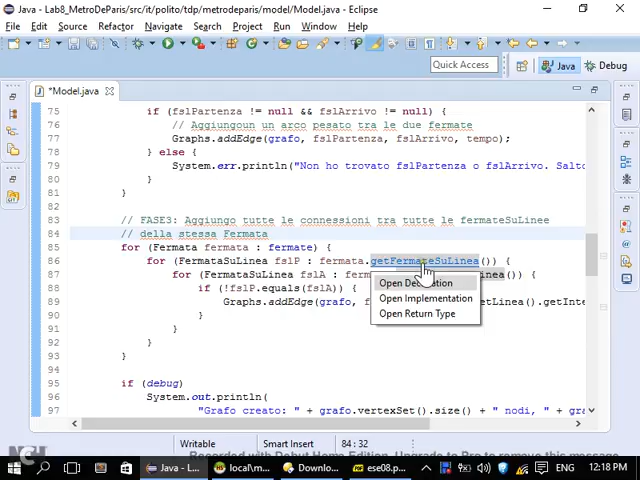 Java - Lab8_MetroDeParis/src/it/polito/tdp/metrodeparis/model/Model.java - Eclipse
File Edit Source Refactor Navigate Search Project Run Window Help
Quick Access
Java
Debug
*Model.java
75 if (fslPartenza != null && fslArrivo != null) {
76 // Aggiungoun un arco pesato tra le due fermate
77 Graphs.addEdge(grafo, fslPartenza, fslArrivo, tempo);
78 } else {
79 System.err.println("Non ho trovato fslPartenza o fslArrivo. Salto
80 }
81 }
82
83 // FASE3: Aggiungo tutte le connessioni tra tutte le fermateSuLinee
84 // della stessa Fermata
85 for (Fermata fermata : fermate) {
86 for (FermataSuLinea fslP : fermata.getFermateSuLinea()) {
87 for (FermataSuLinea fslA : inea()) {
88 if (!fslP.equals(fslA)) {
89 Graphs.addEdge(grafo, etLinea().getInte
90 }
91 }
92 }
93 }
Open Declaration
Open Implementation
Open Return Type
94
95 if (debug)
96 System.out.println(
97 "Grafo creato: " + grafo.vertexSet().size() + " nodi, " + gra
Writable
Smart Insert
84 : 32
Recorded with Debut Home Edition. Upgrade to Pro to remove this message
NCH
Java - L...
local\m...
Downlo...
ese08.p...
ENG
12:18 PM